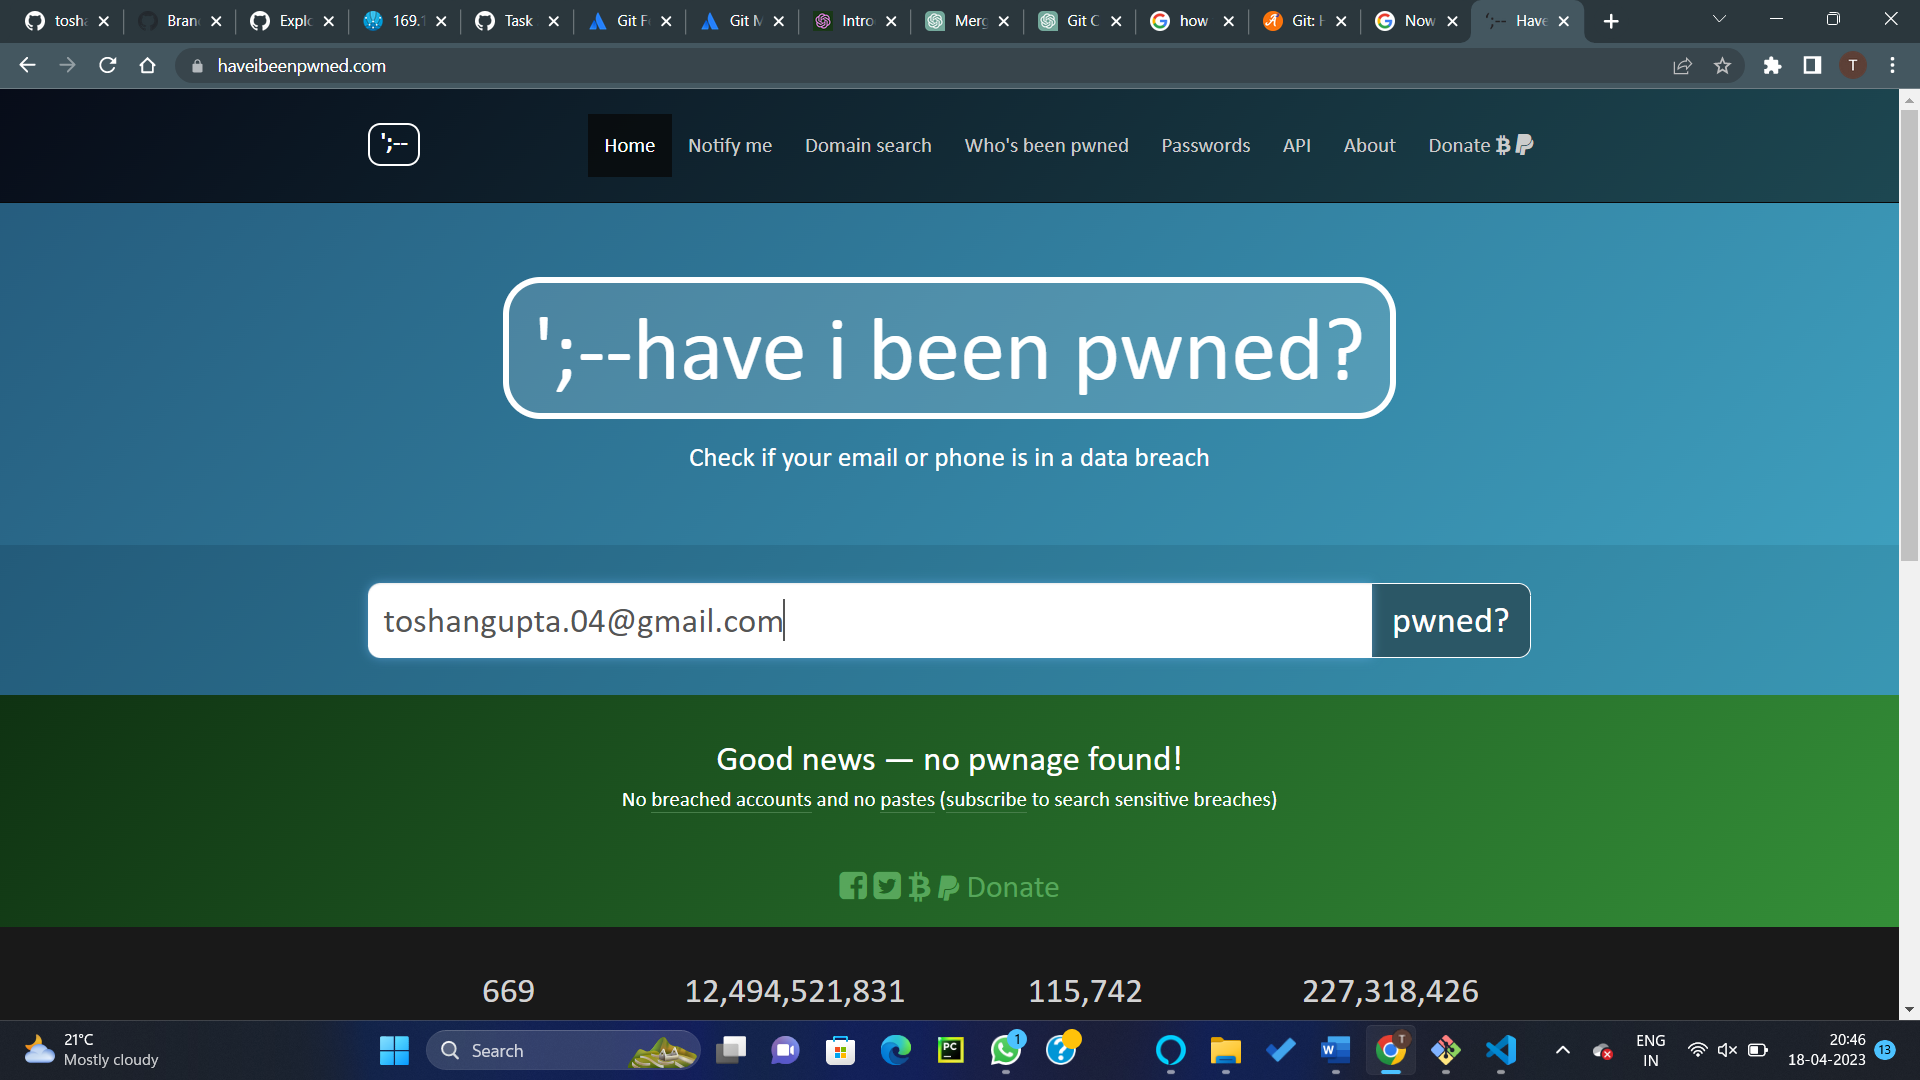 tosh
Bran
Explo
169.1
Task
Git F
Git M
Intro
Merg
Git C
how
Git: H
Now
';-- Have
haveibeenpwned.com
T
';--
Home Notify me Domain search Who's been pwned Passwords API About Donate
';--have i been pwned?
Check if your email or phone is in a data breach
toshangupta.04@gmail.com pwned?
Good news — no pwnage found!
No breached accounts and no pastes (subscribe to search sensitive breaches)
Donate
669 12,494,521,831 115,742 227,318,426
21°C
Mostly cloudy
Search
PC
1
W
T
ENG
IN
20:46
18-04-2023
13